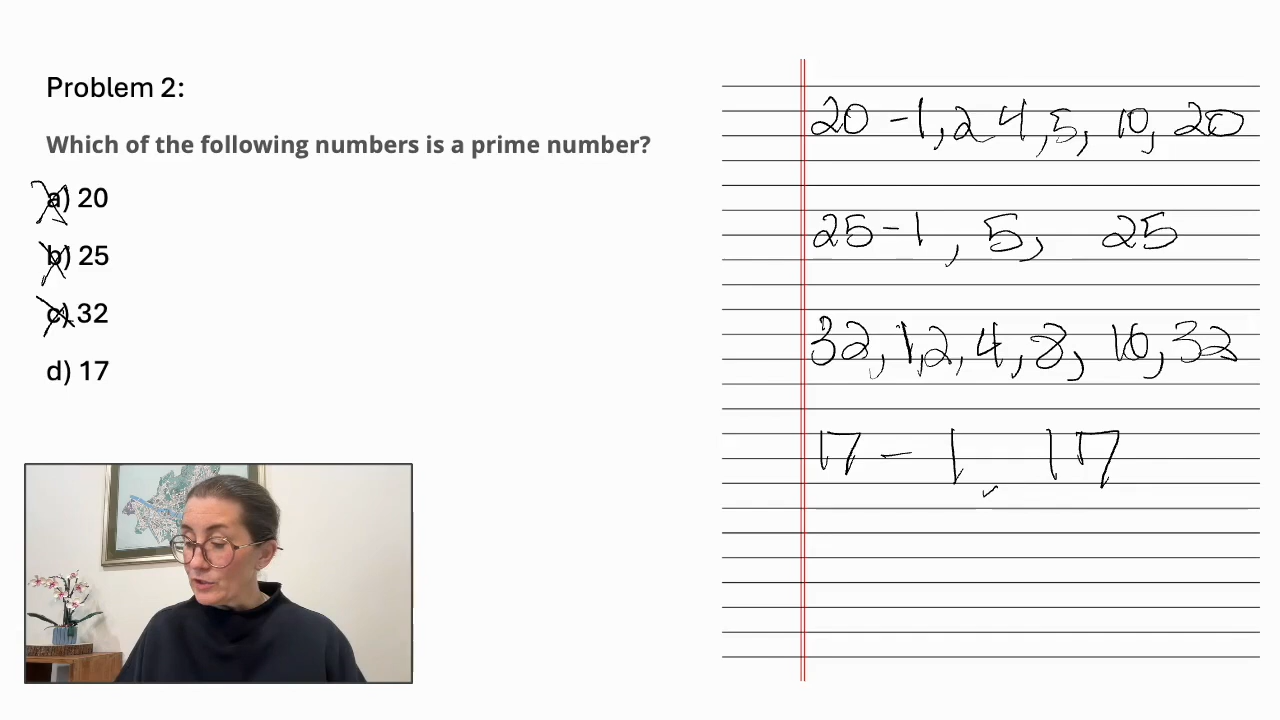 Problem 2:
Which of the following numbers is a prime number?
a) 20
b) 25
c) 32
d) 17
20 - 1, 2 4, 5, 10, 20
25 - 1, 5, 25
32, 1, 2, 4, 8, 16, 32
17 - 1, 17